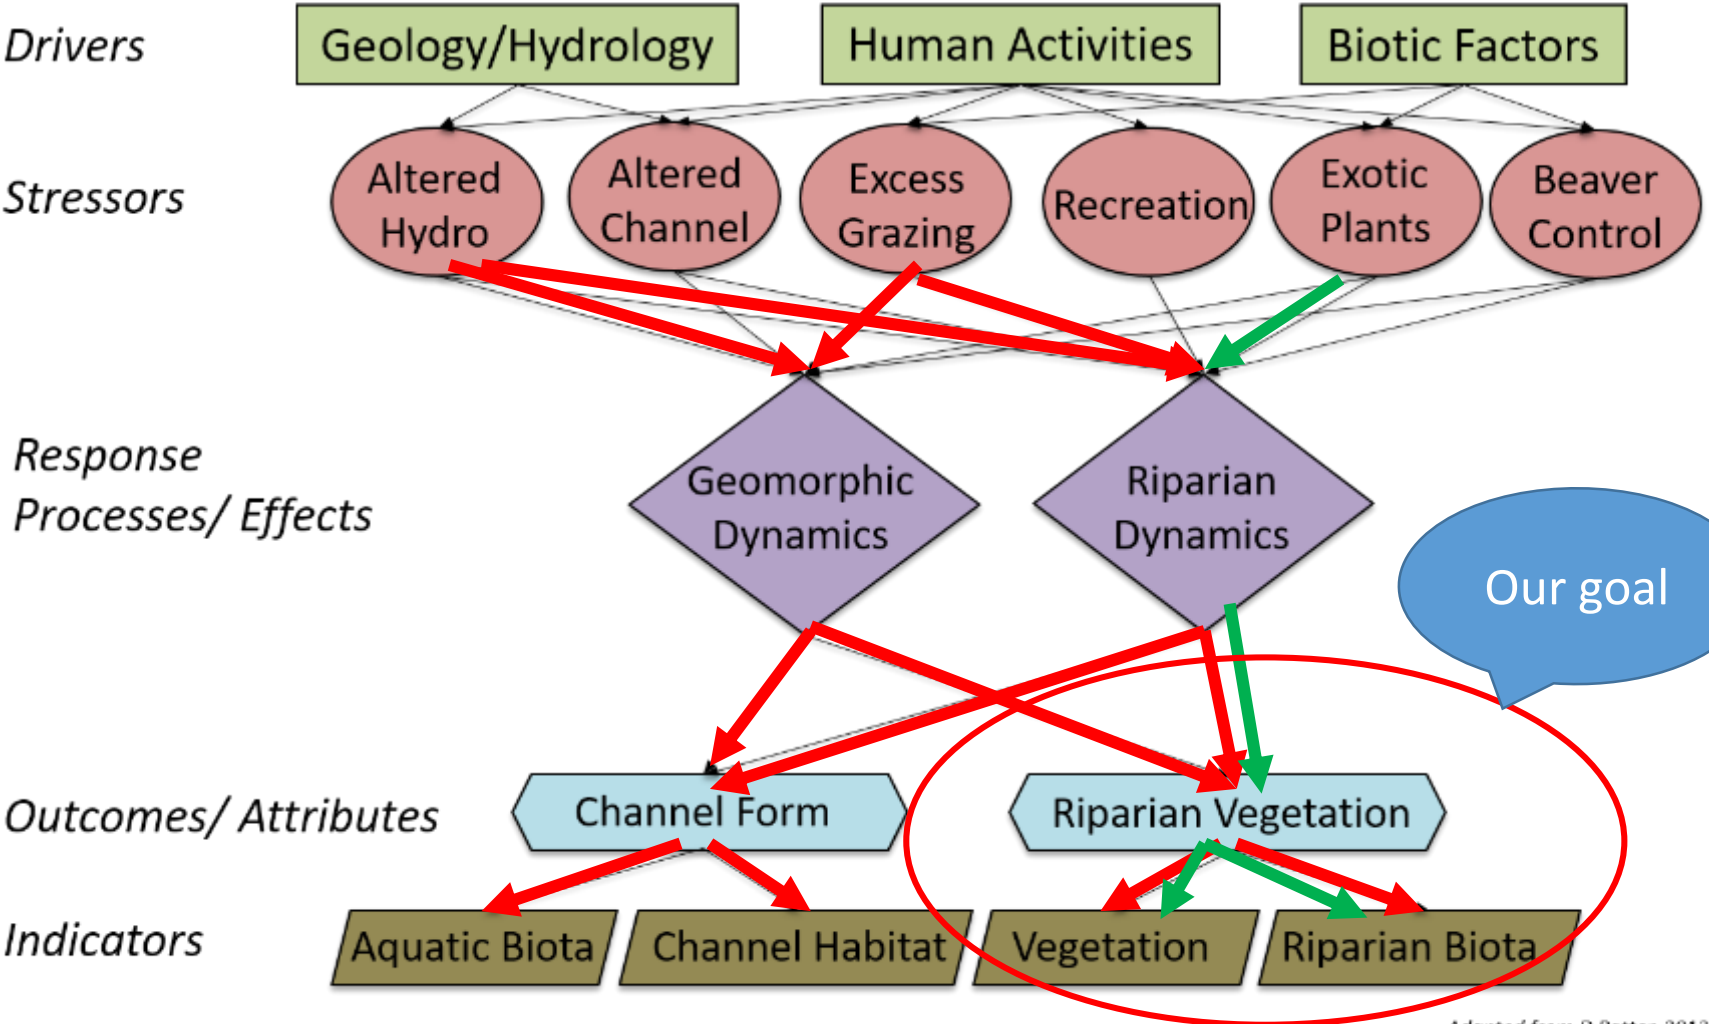 Drivers
Geology/Hydrology
Human Activities
Biotic Factors
Stressors
Altered
Hydro
Altered
Channel
Excess
Grazing
Recreation
Exotic
Plants
Beaver
Control
Response
Processes/ Effects
Geomorphic
Dynamics
Riparian
Dynamics
Our goal
Outcomes/ Attributes
Channel Form
Riparian Vegetation
Indicators
Aquatic Biota
Channel Habitat
Vegetation
Riparian Biota